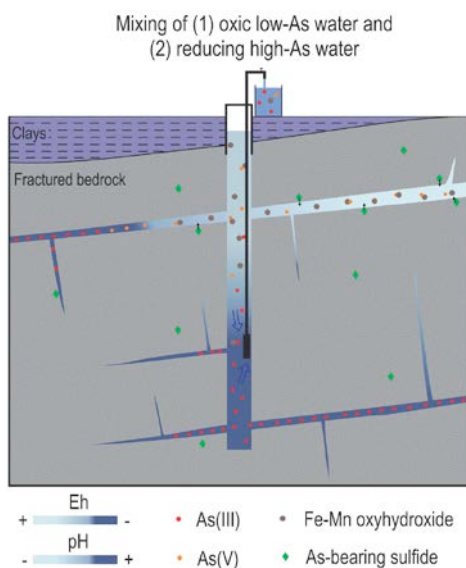 Mixing of (1) oxic low-As water and
(2) reducing high-As water
Clays
Fractured bedrock
Eh
+ -
pH
- +
As(III)
As(V)
Fe-Mn oxyhydroxide
As-bearing sulfide